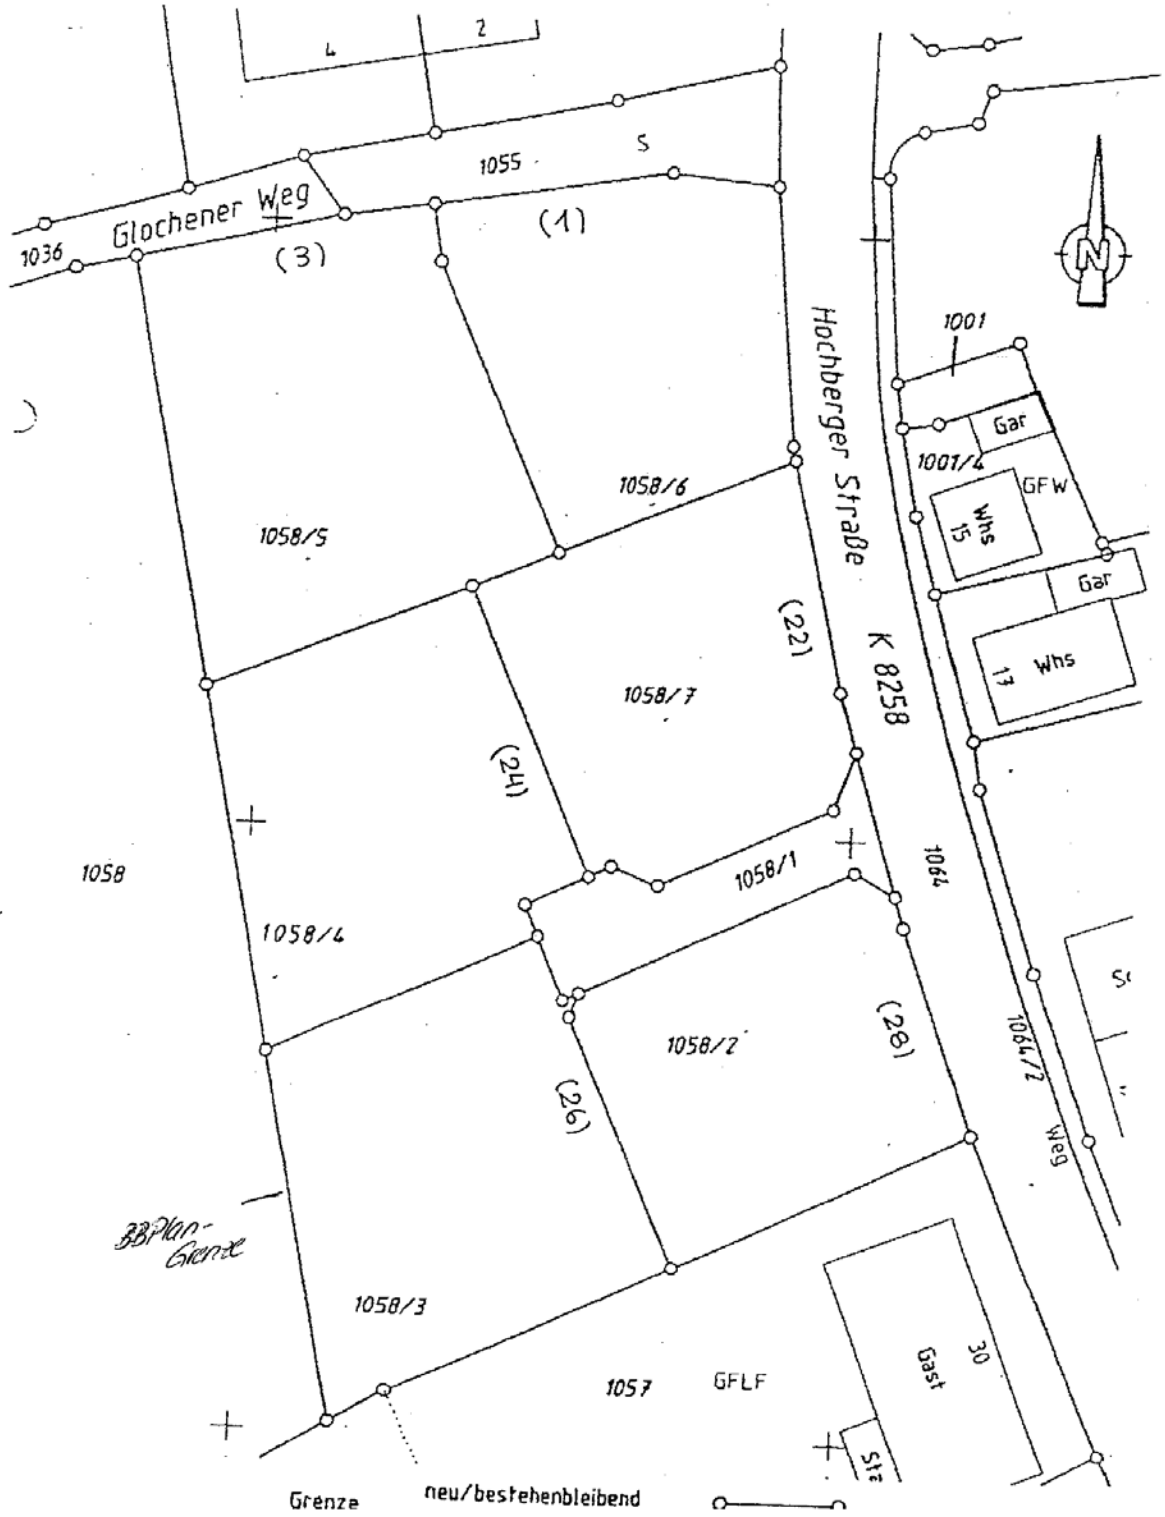 4
2
S
1055
Glochener Weg
1036
(3)
(1)
N
1001
Hochberger Straße
Gar
1001/4
GFW
1058/6
1058/5
Whs
15
Gar
(22)
K 8258
Whs
1058/7
(24)
1058
1058/1
1064
1058/4
1058/2
(28)
1064/2
Weg
(26)
BBPlan-
Grenze
1058/3
1057
GFLF
30
Gast
Grenze
neu/bestehenbleibend